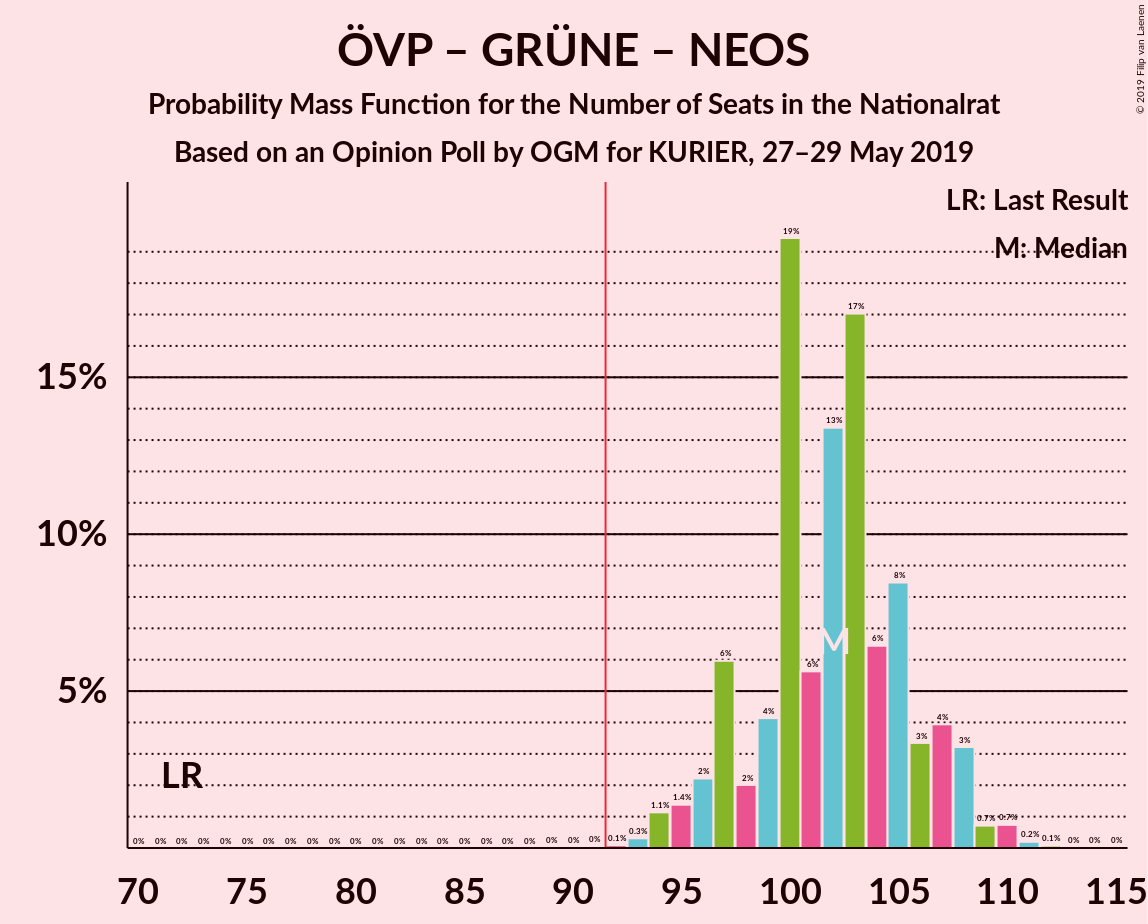 ÖVP – GRÜNE – NEOS
Probability Mass Function for the Number of Seats in the Nationalrat
Based on an Opinion Poll by OGM for KURIER, 27–29 May 2019
© 2019 Filip van Laenen
LR: Last Result
M: Median
15%
10%
5%
LR
M
0% 0% 0% 0% 0% 0% 0% 0% 0% 0% 0% 0% 0% 0% 0% 0% 0% 0% 0% 0% 0% 0% 0.1% 0.3% 1.1% 1.4% 2% 6% 2% 4% 19% 6% 13% 17% 6% 8% 3% 4% 3% 0.7% 0.7% 0.2% 0.1% 0% 0% 0%
70 75 80 85 90 95 100 105 110 115